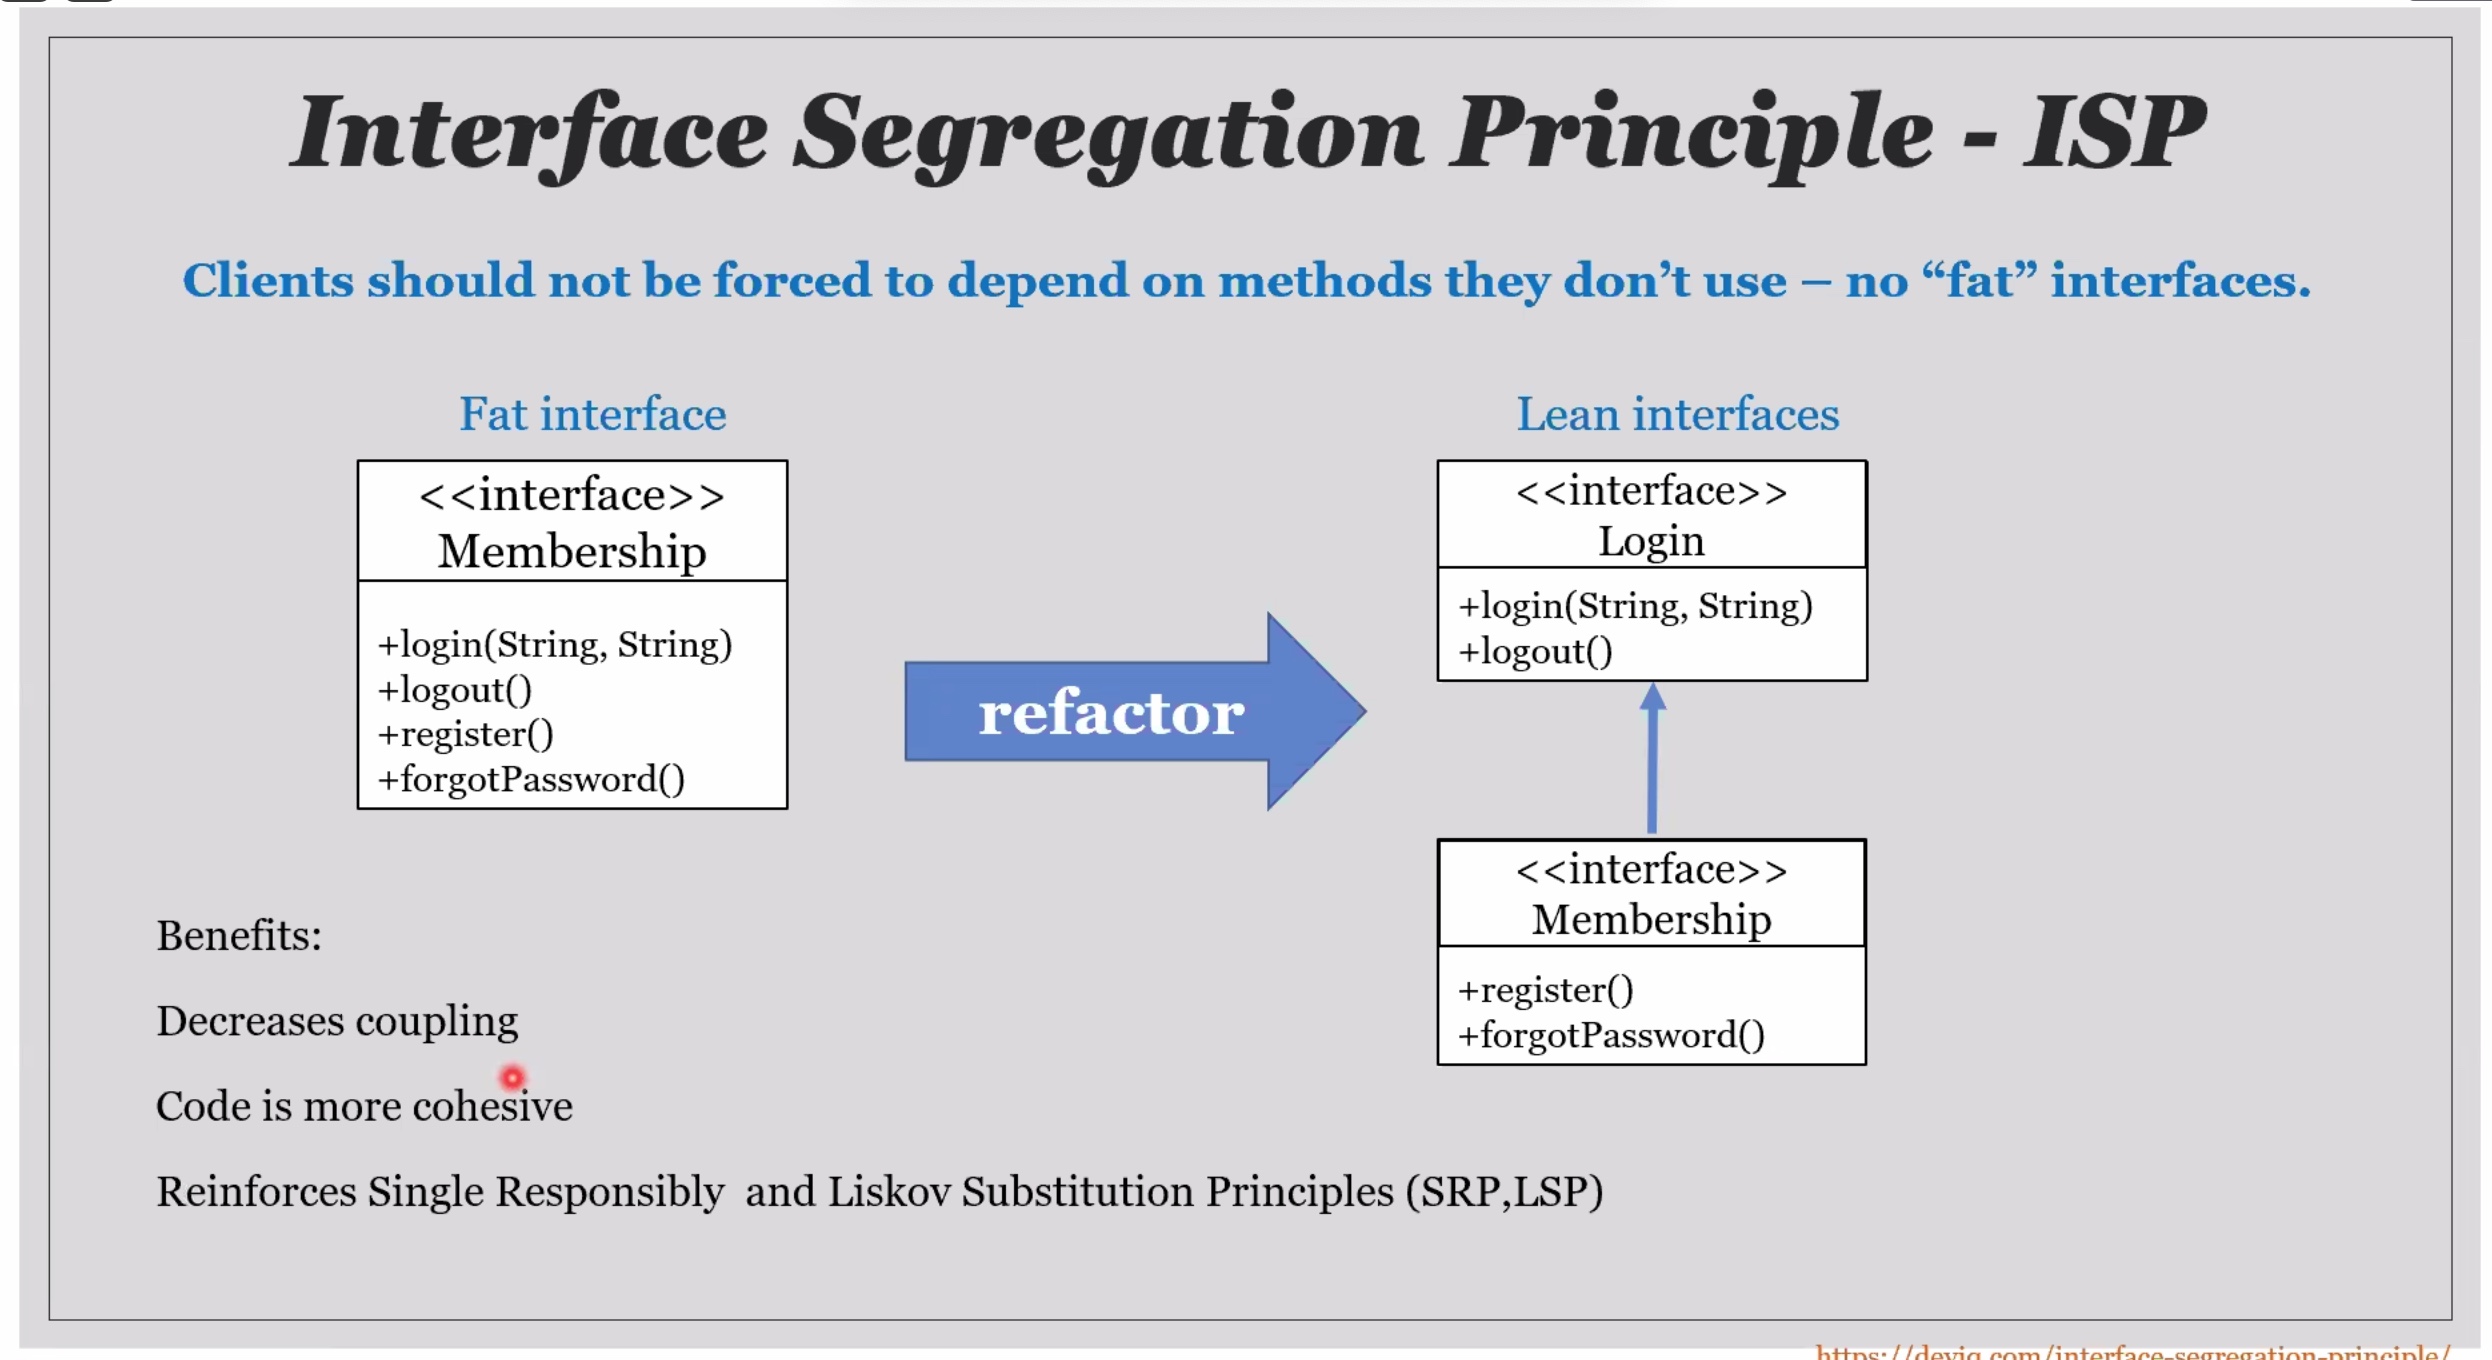 Interface Segregation Principle - ISP
Clients should not be forced to depend on methods they don’t use – no “fat” interfaces.
Fat interface
<<interface>>
Membership
+login(String, String)
+logout()
+register()
+forgotPassword()
refactor
Lean interfaces
<<interface>>
Login
+login(String, String)
+logout()
<<interface>>
Membership
+register()
+forgotPassword()
Benefits:
Decreases coupling
Code is more cohesive
Reinforces Single Responsibly  and Liskov Substitution Principles (SRP,LSP)
https://deviq.com/interface-segregation-principle/